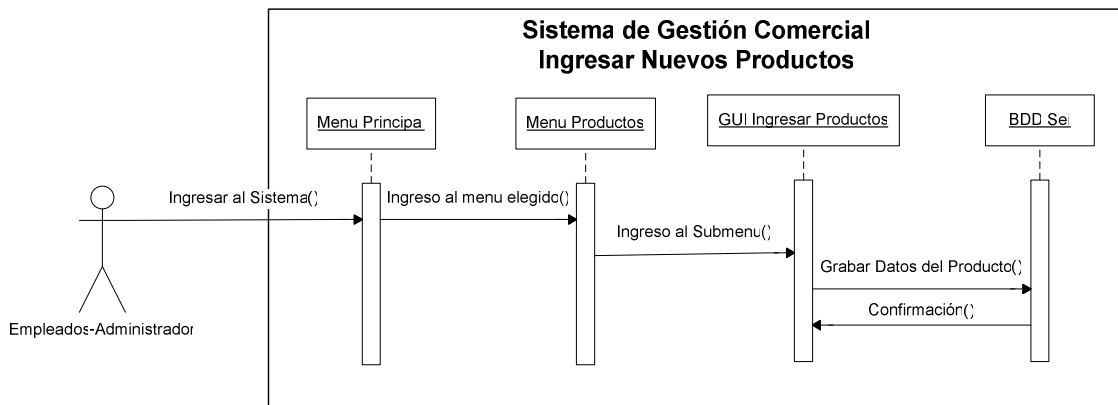 Sistema de Gestión Comercial
Ingresar Nuevos Productos
Menu Principa
Menu Productos
GUI Ingresar Productos
BDD Sei
Ingresar al Sistema()
Ingreso al menu elegido()
Ingreso al Submenu()
Grabar Datos del Producto()
Confirmación()
Empleados-Administrador